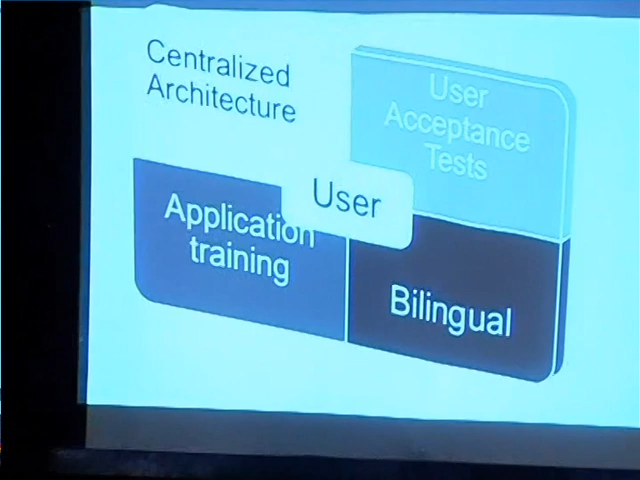 Centralized
Architecture
User
Acceptance
Tests
User
Application
training
Bilingual